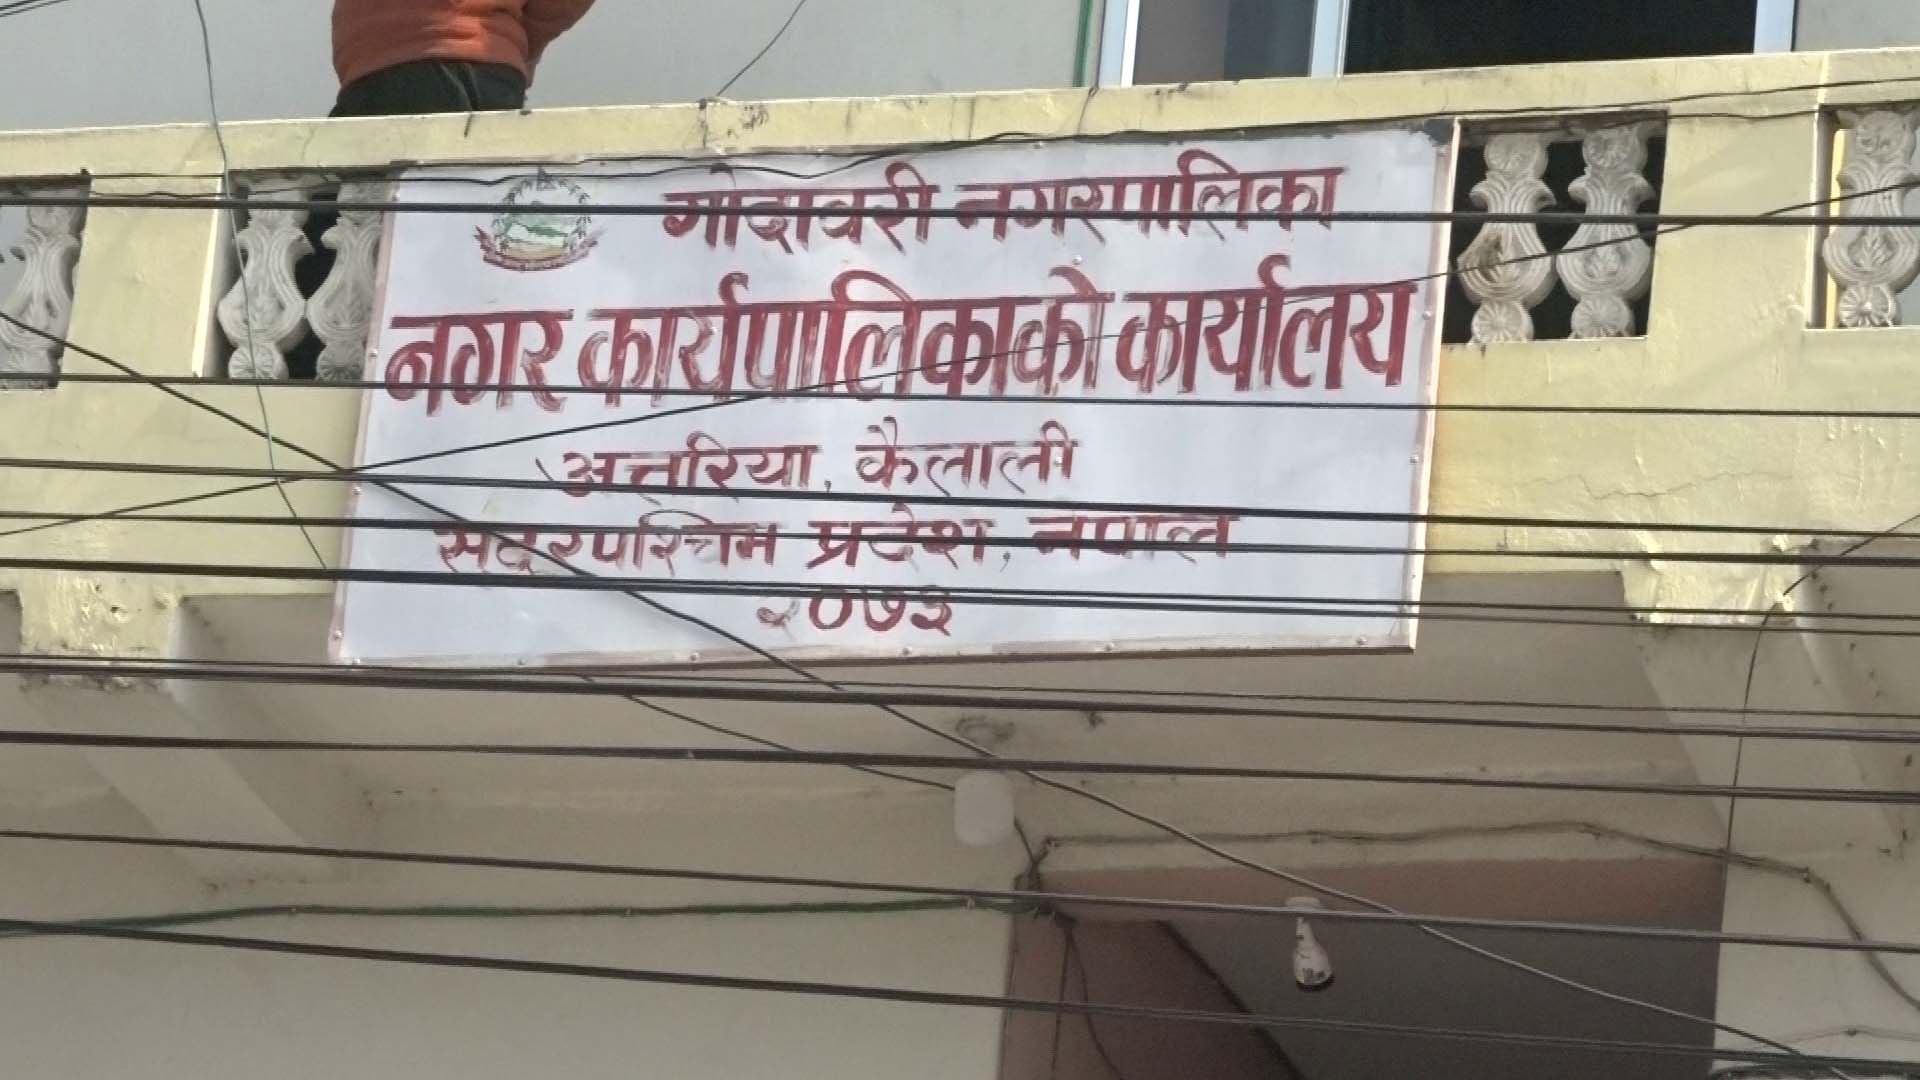 गोदावरी नगरपालिका
नगर कार्यपालिकाको कार्यालय
अत्तरिया, कैलाली
सुदूरपश्चिम प्रदेश, नेपाल
२०७३